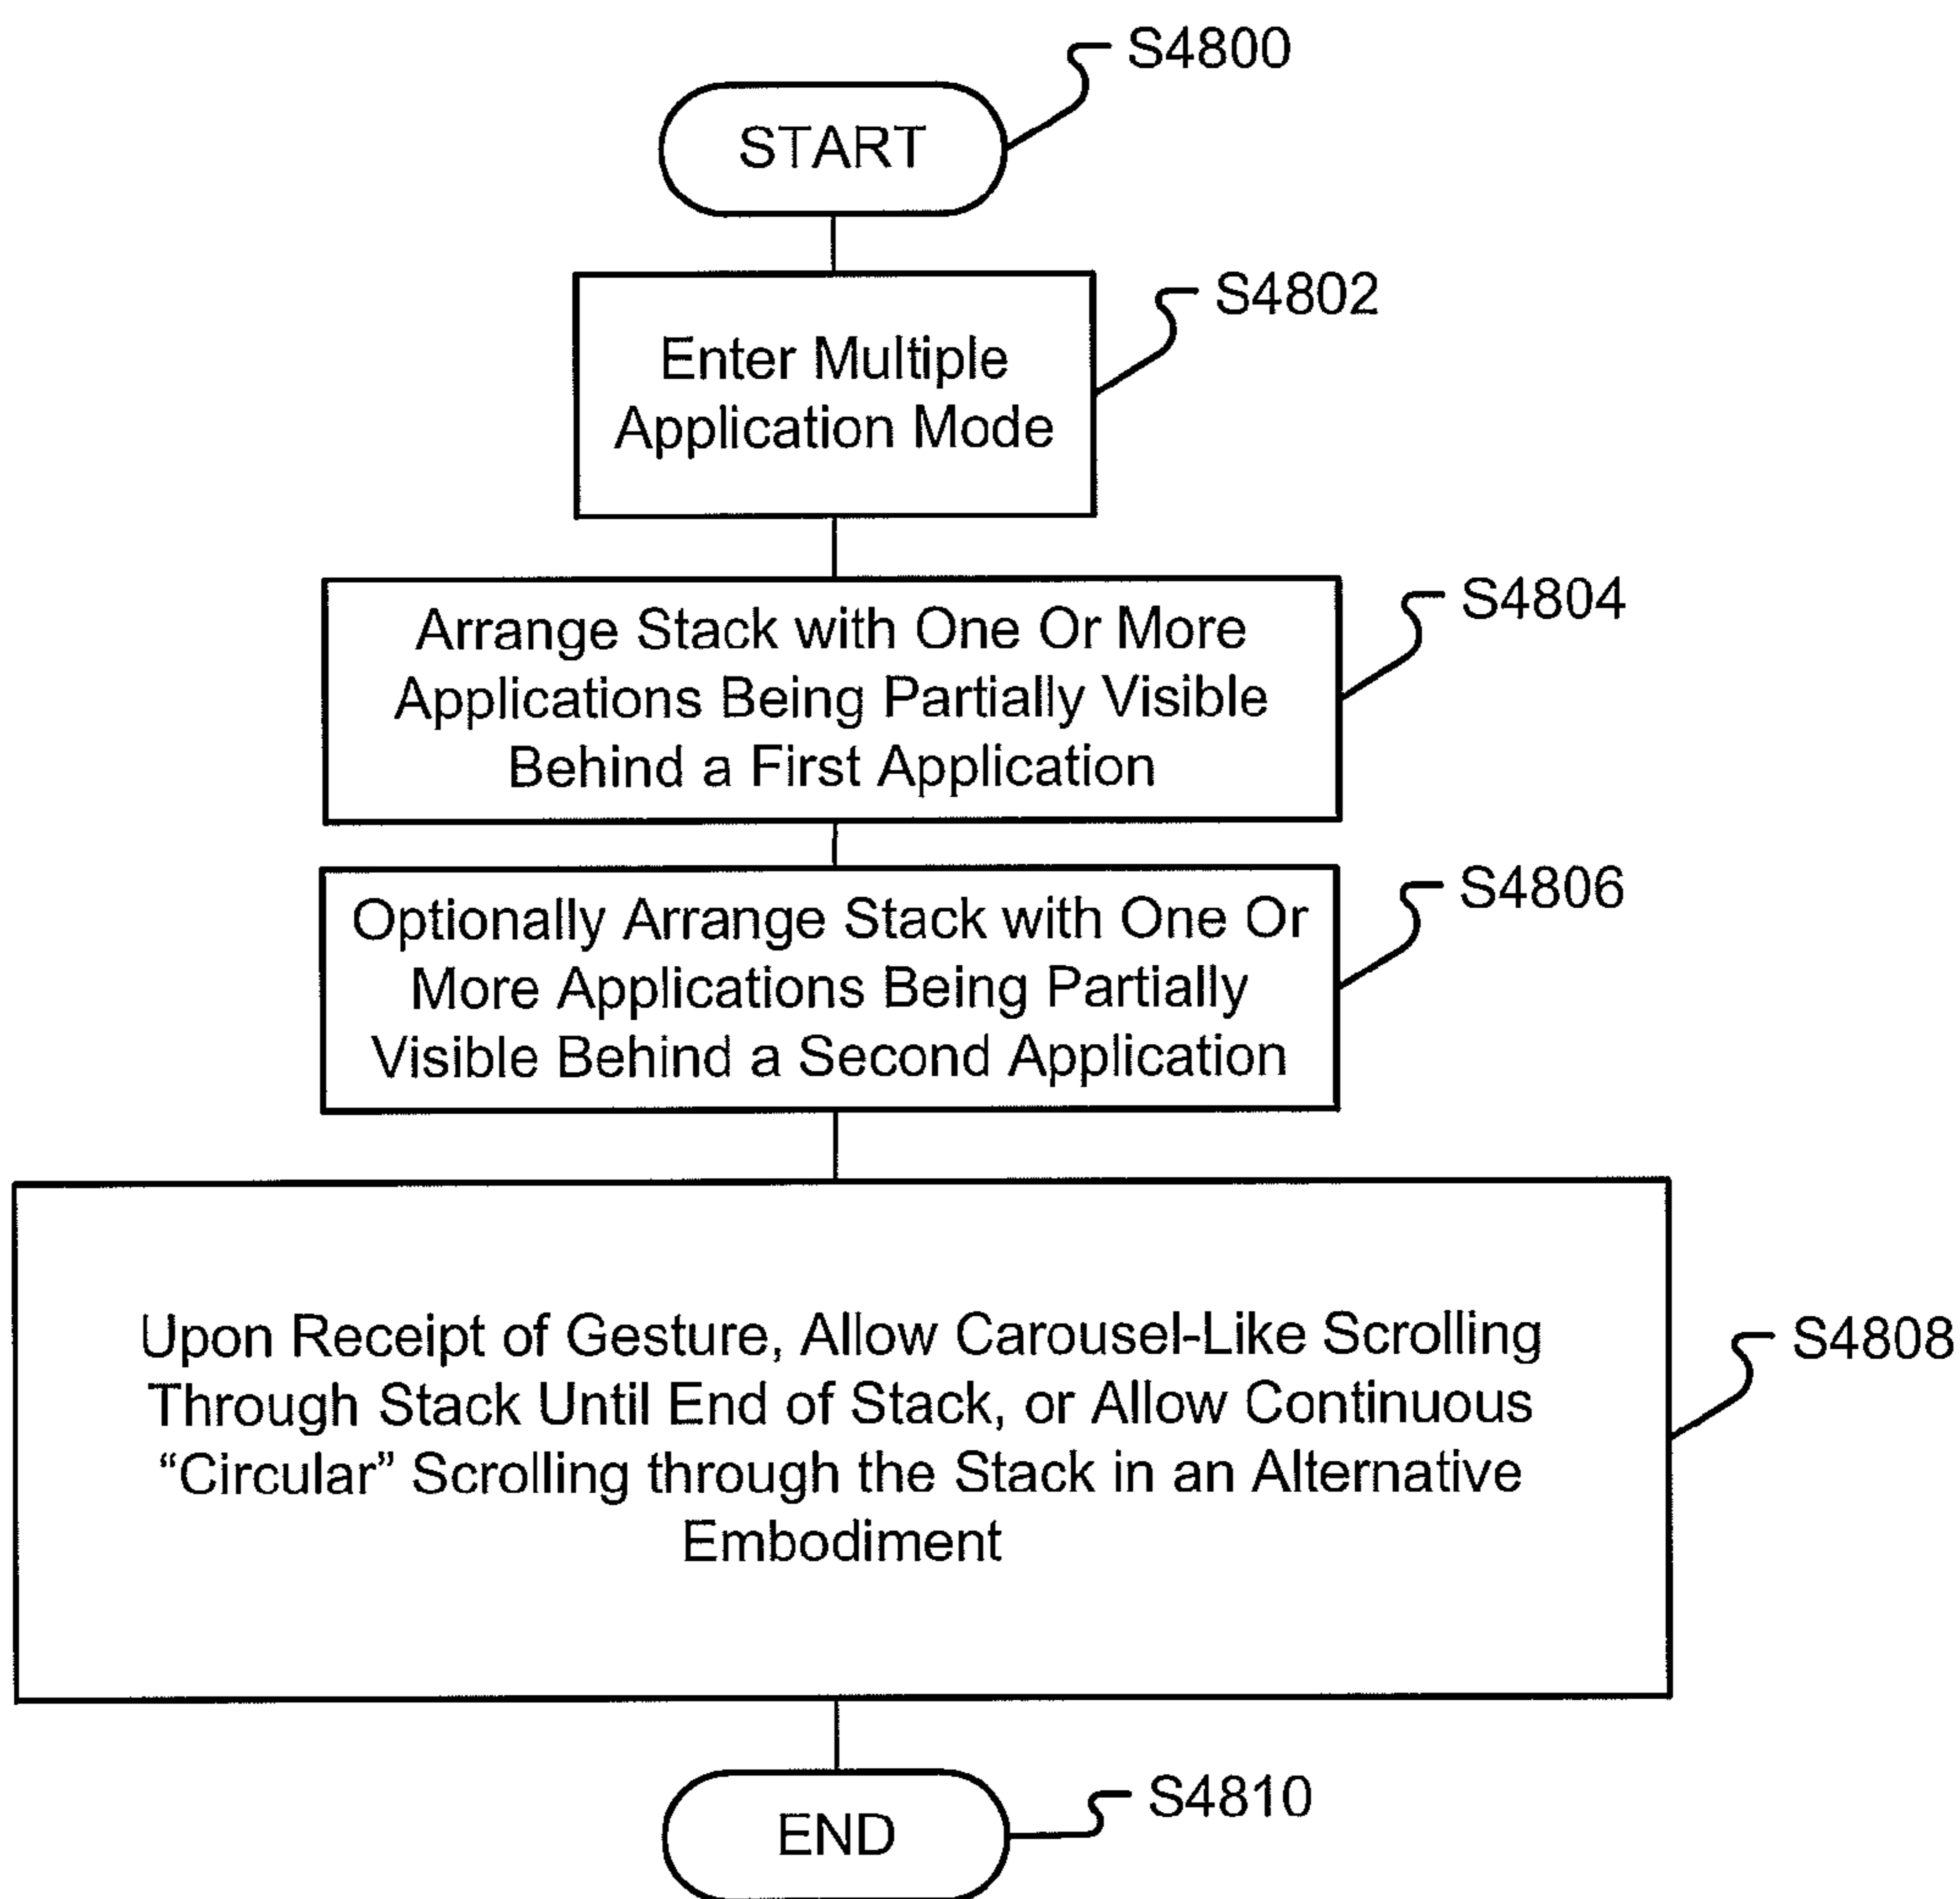 S4800
START
S4802
Enter Multiple
Application Mode
S4804
Arrange Stack with One Or More
Applications Being Partially Visible
Behind a First Application
S4806
Optionally Arrange Stack with One Or
More Applications Being Partially
Visible Behind a Second Application
S4808
Upon Receipt of Gesture, Allow Carousel-Like Scrolling
Through Stack Until End of Stack, or Allow Continuous
“Circular” Scrolling through the Stack in an Alternative
Embodiment
S4810
END